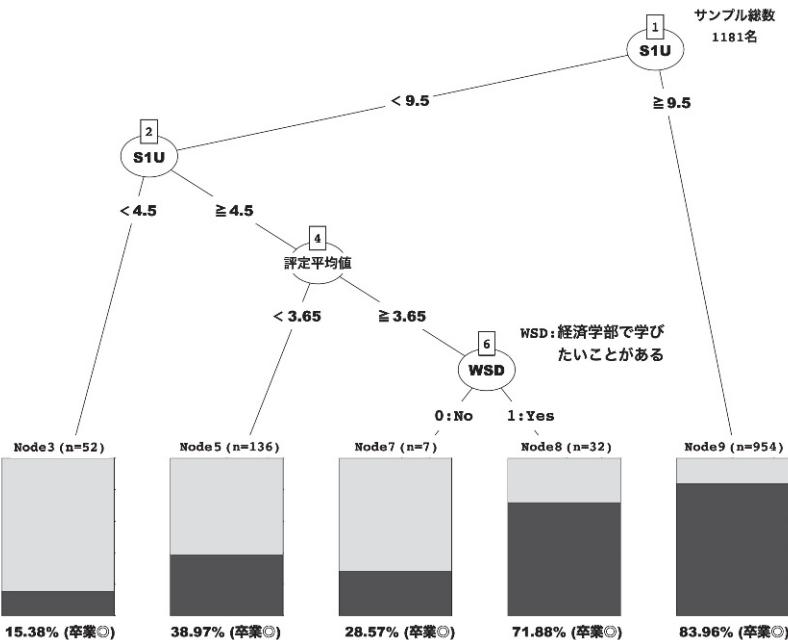 サンプル総数
1181名
1
S1U
＜9.5
≧9.5
2
S1U
＜4.5
≧4.5
4
評定平均値
＜3.65
≧3.65
WSD:経済学部で学び
たいことがある
6
WSD
0:No
1:Yes
Node3(n=52)
Node5(n=136)
Node7(n=7)
Node8(n=32)
Node9(n=954)
15.38% (卒業◎)
38.97% (卒業◎)
28.57% (卒業◎)
71.88% (卒業◎)
83.96% (卒業◎)